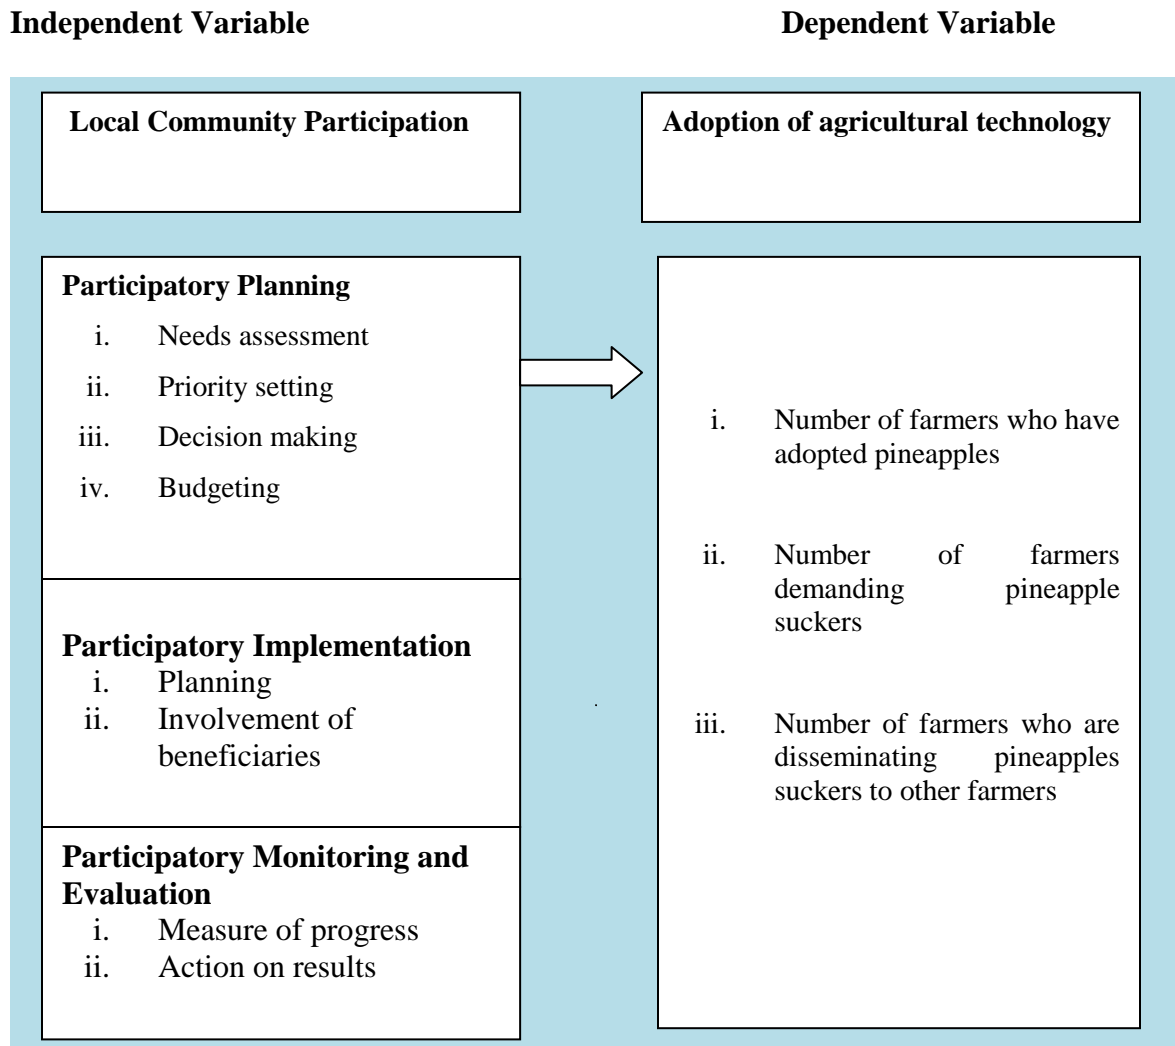 Independent Variable
Dependent Variable
Local Community Participation
Adoption of agricultural technology
Participatory Planning
i. Needs assessment
ii. Priority setting
iii. Decision making
iv. Budgeting
Participatory Implementation
i. Planning
ii. Involvement of
beneficiaries
Participatory Monitoring and
Evaluation
i. Measure of progress
ii. Action on results
i. Number of farmers who have
adopted pineapples
ii. Number of farmers
demanding pineapple
suckers
iii. Number of farmers who are
disseminating pineapples
suckers to other farmers